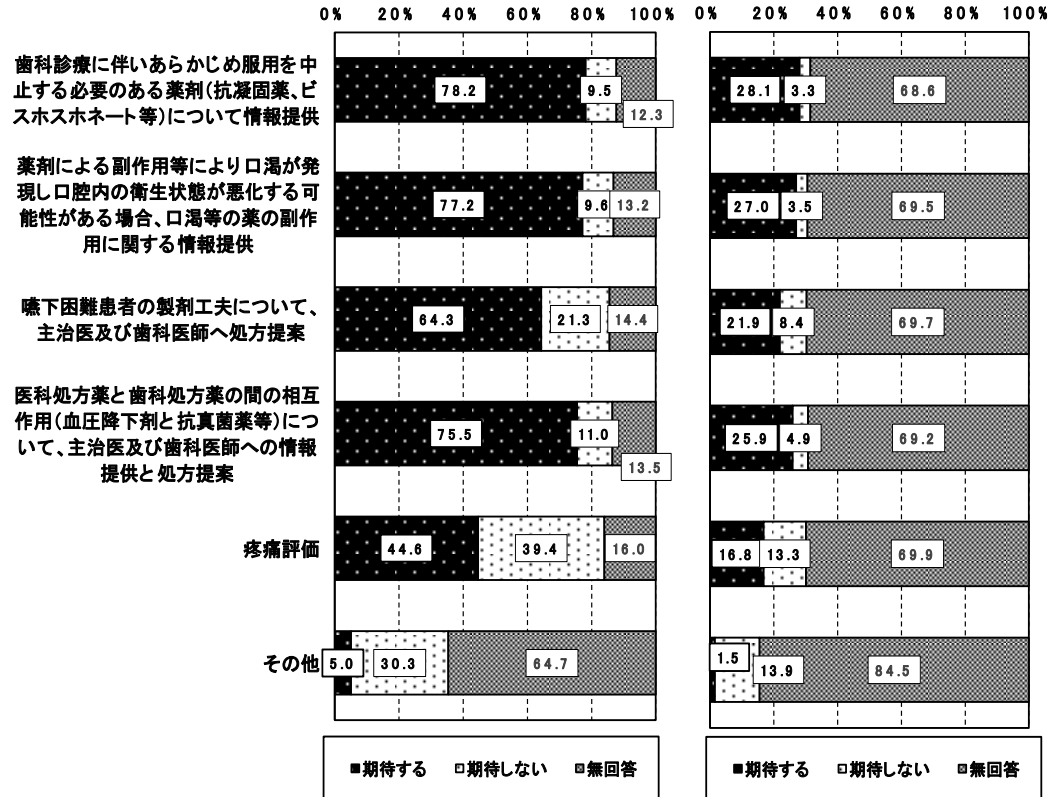 0% 20% 40% 60% 80% 100%
0% 20% 40% 60% 80% 100%
歯科診療に伴いあらかじめ服用を中
止する必要のある薬剤(抗凝固薬、ビ
スホスホネート等)について情報提供
78.2 9.5 12.3
28.1 3.3 68.6
薬剤による副作用等により口渇が発
現し口腔内の衛生状態が悪化する可
能性がある場合、口渇等の薬の副作
用に関する情報提供
77.2 9.6 13.2
27.0 3.5 69.5
嚥下困難患者の製剤工夫について、
主治医及び歯科医師へ処方提案
64.3 21.3 14.4
21.9 8.4 69.7
医科処方薬と歯科処方薬の間の相互
作用(血圧降下剤と抗真菌薬等)につ
いて、主治医及び歯科医師への情報
提供と処方提案
75.5 11.0 13.5
25.9 4.9 69.2
疼痛評価
44.6 39.4 16.0
16.8 13.3 69.9
その他
5.0 30.3 64.7
1.5 13.9 84.5
期待する 期待しない 無回答
期待する 期待しない 無回答